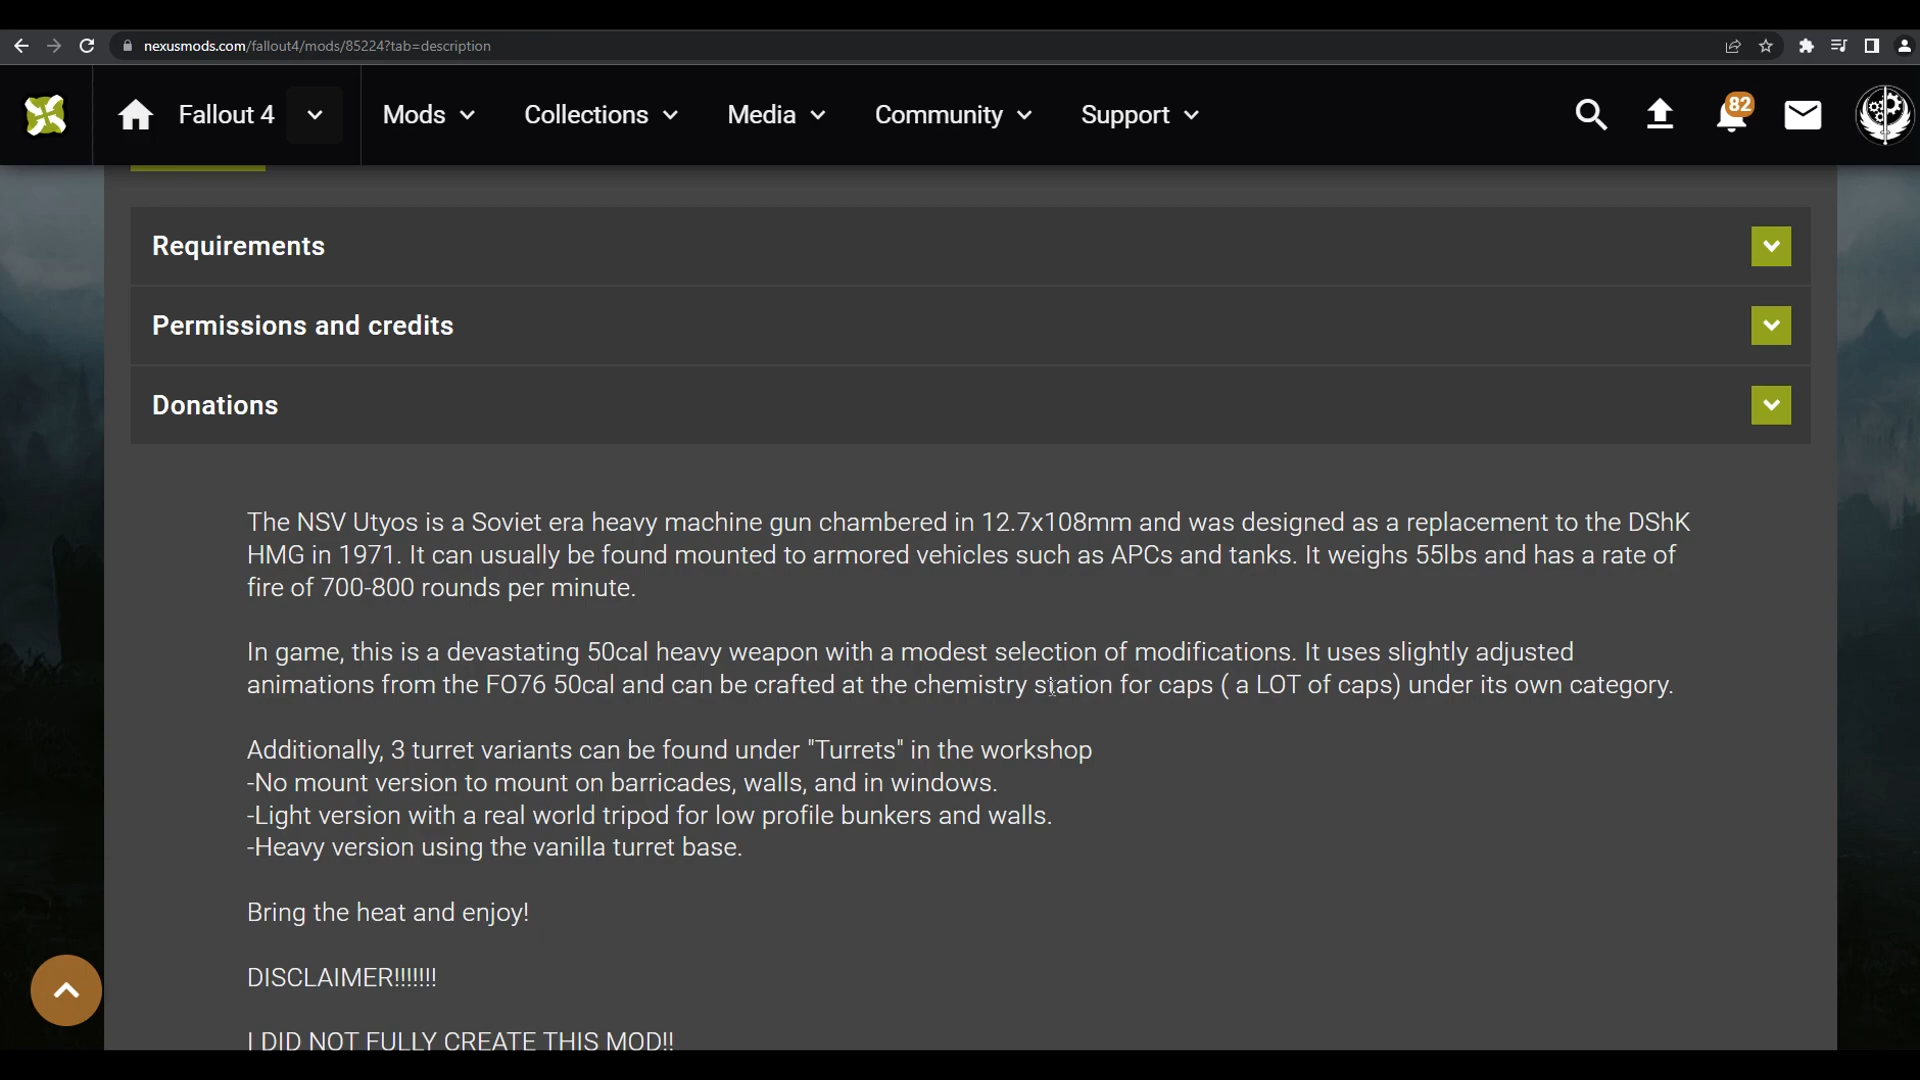 nexusmods.com/fallout4/mods/85224?tab=description
Fallout 4 Mods Collections Media Community Support 82
Requirements
Permissions and credits
Donations
The NSV Utyos is a Soviet era heavy machine gun chambered in 12.7x108mm and was designed as a replacement to the DShK
HMG in 1971. It can usually be found mounted to armored vehicles such as APCs and tanks. It weighs 55lbs and has a rate of
fire of 700-800 rounds per minute.
In game, this is a devastating 50cal heavy weapon with a modest selection of modifications. It uses slightly adjusted
animations from the FO76 50cal and can be crafted at the chemistry station for caps ( a LOT of caps) under its own category.
Additionally, 3 turret variants can be found under "Turrets" in the workshop
-No mount version to mount on barricades, walls, and in windows.
-Light version with a real world tripod for low profile bunkers and walls.
-Heavy version using the vanilla turret base.
Bring the heat and enjoy!
DISCLAIMER!!!!!!!
I DID NOT FULLY CREATE THIS MOD!!